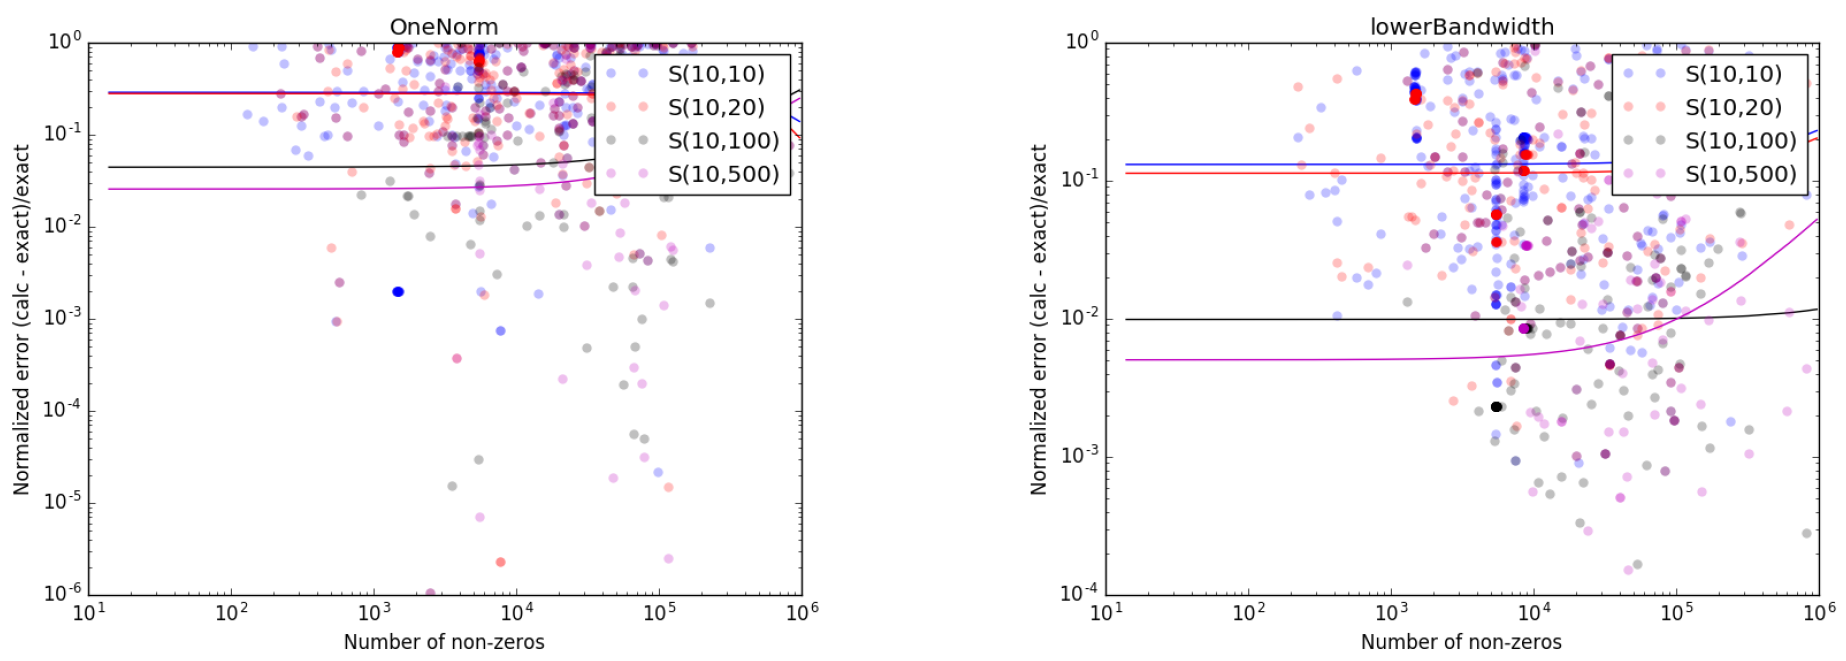 OneNorm
Normalized error (calc - exact)/exact
10^0
10^-1
10^-2
10^-3
10^-4
10^-5
10^-6
S(10,10)
S(10,20)
S(10,100)
S(10,500)
10^1 10^2 10^3 10^4 10^5 10^6
Number of non-zeros
lowerBandwidth
Normalized error (calc - exact)/exact
10^0
10^-1
10^-2
10^-3
10^-4
S(10,10)
S(10,20)
S(10,100)
S(10,500)
10^1 10^2 10^3 10^4 10^5 10^6
Number of non-zeros